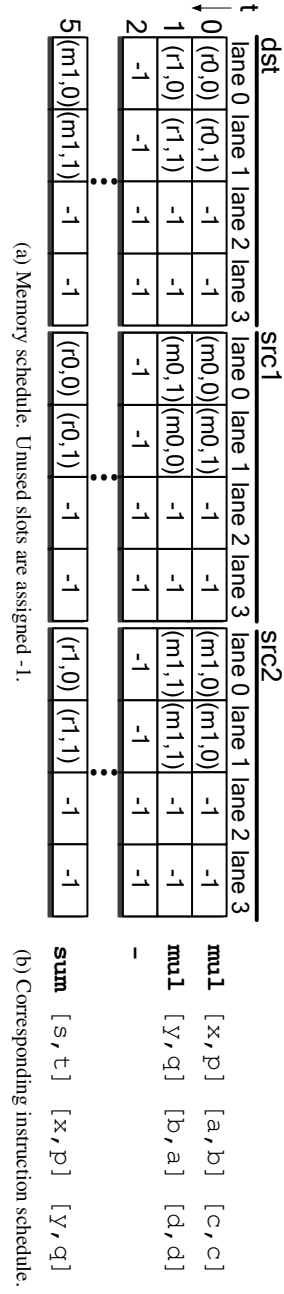 dst src1 src2
t lane 0 lane 1 lane 2 lane 3 lane 0 lane 1 lane 2 lane 3 lane 0 lane 1 lane 2 lane 3
0 (r0,0) (r0,1) -1 -1 (m0,0) (m0,1) -1 -1 (m1,0) (m1,0) -1 -1 mul [x,p] [a,b] [c,c]
1 (r1,0) (r1,1) -1 -1 (m0,1) (m0,0) -1 -1 (m1,1) (m1,1) -1 -1 mul [y,q] [b,a] [d,d]
2 -1 -1 -1 -1 -1 -1 -1 -1 -1 -1 -1 -1 -
... ... ...
5 (m1,0) (m1,1) -1 -1 (r0,0) (r0,1) -1 -1 (r1,0) (r1,1) -1 -1 sum [s,t] [x,p] [y,q]
(a) Memory schedule. Unused slots are assigned -1. (b) Corresponding instruction schedule.